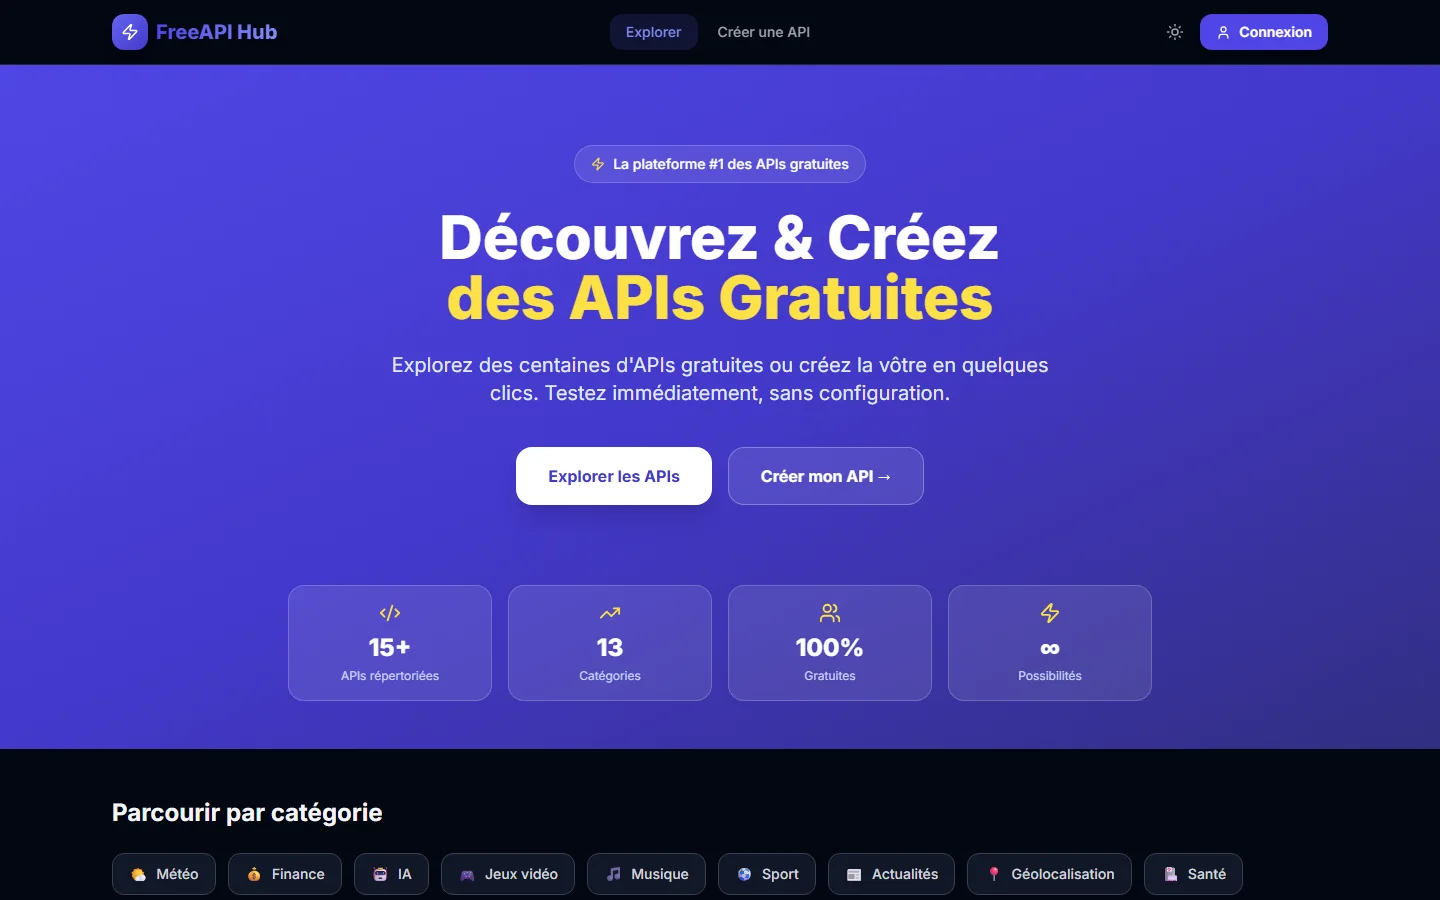 FreeAPI Hub
Explorer
Créer une API
Connexion
La plateforme #1 des APIs gratuites
Découvrez & Créez
des APIs Gratuites
Explorez des centaines d'APIs gratuites ou créez la vôtre en quelques
clics. Testez immédiatement, sans configuration.
Explorer les APIs
Créer mon API →
15+
APIs répertoriées
13
Catégories
100%
Gratuites
∞
Possibilités
Parcourir par catégorie
Météo
Finance
IA
Jeux vidéo
Musique
Sport
Actualités
Géolocalisation
Santé